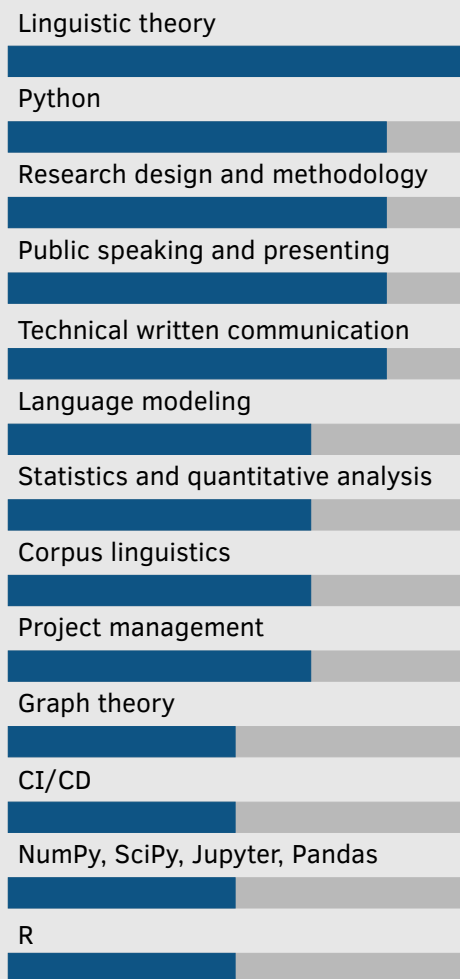 Linguistic theory
Python
Research design and methodology
Public speaking and presenting
Technical written communication
Language modeling
Statistics and quantitative analysis
Corpus linguistics
Project management
Graph theory
CI/CD
NumPy, SciPy, Jupyter, Pandas
R